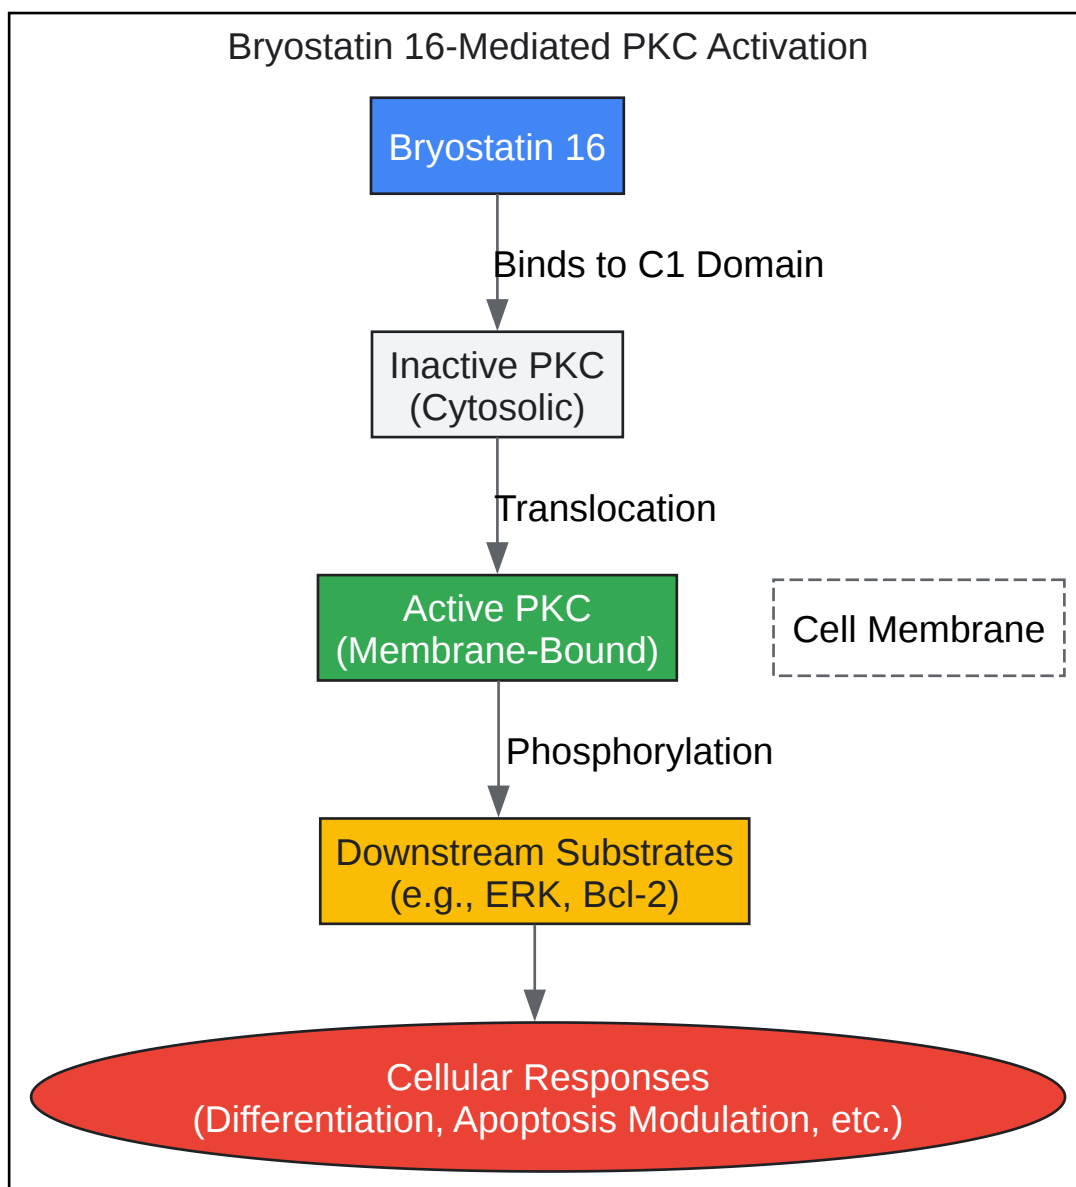 Bryostatin 16-Mediated PKC Activation
Bryostatin 16
Binds to C1 Domain
Inactive PKC
(Cytosolic)
Translocation
Active PKC
(Membrane-Bound)
Cell Membrane
Phosphorylation
Downstream Substrates
(e.g., ERK, Bcl-2)
Cellular Responses
(Differentiation, Apoptosis Modulation, etc.)